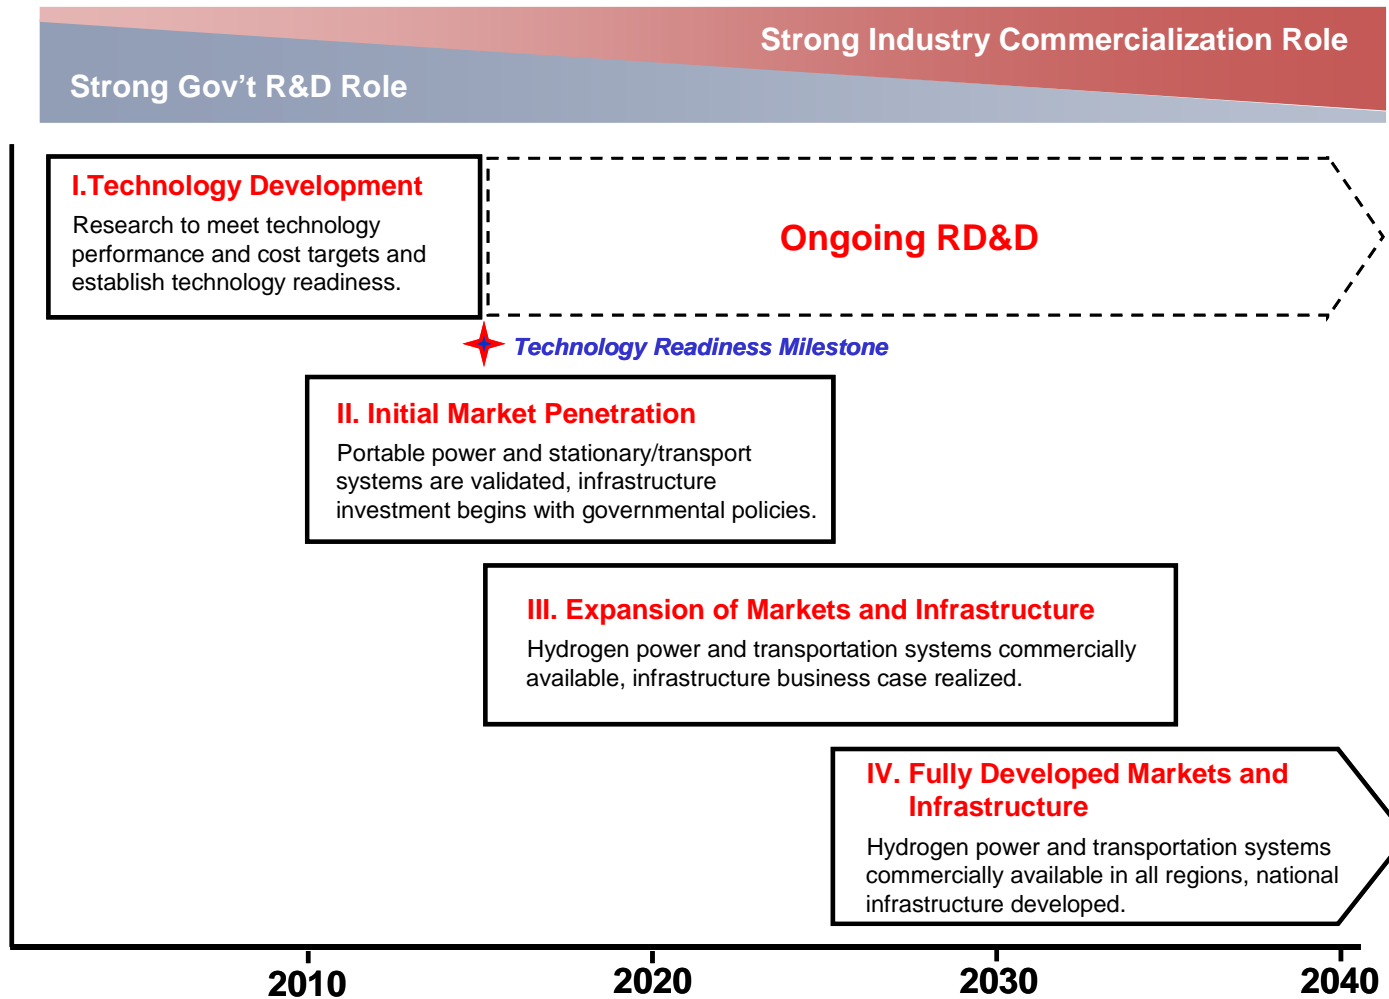 Strong Industry Commercialization Role
Strong Gov’t R&D Role
I.Technology Development
Research to meet technology
performance and cost targets and
establish technology readiness.
Ongoing RD&D
Technology Readiness Milestone
II. Initial Market Penetration
Portable power and stationary/transport
systems are validated, infrastructure
investment begins with governmental policies.
III. Expansion of Markets and Infrastructure
Hydrogen power and transportation systems commercially
available, infrastructure business case realized.
IV. Fully Developed Markets and
Infrastructure
Hydrogen power and transportation systems
commercially available in all regions, national
infrastructure developed.
2010
2020
2030
2040